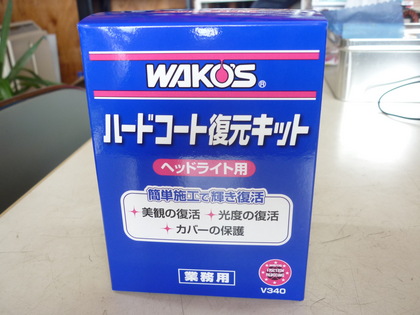 WAKO'S®
ハードコート復元キット
ヘッドライト用
簡単施工で輝き復活
美観の復活 光度の復活
カバーの保護
業務用
WAKO'S
V340